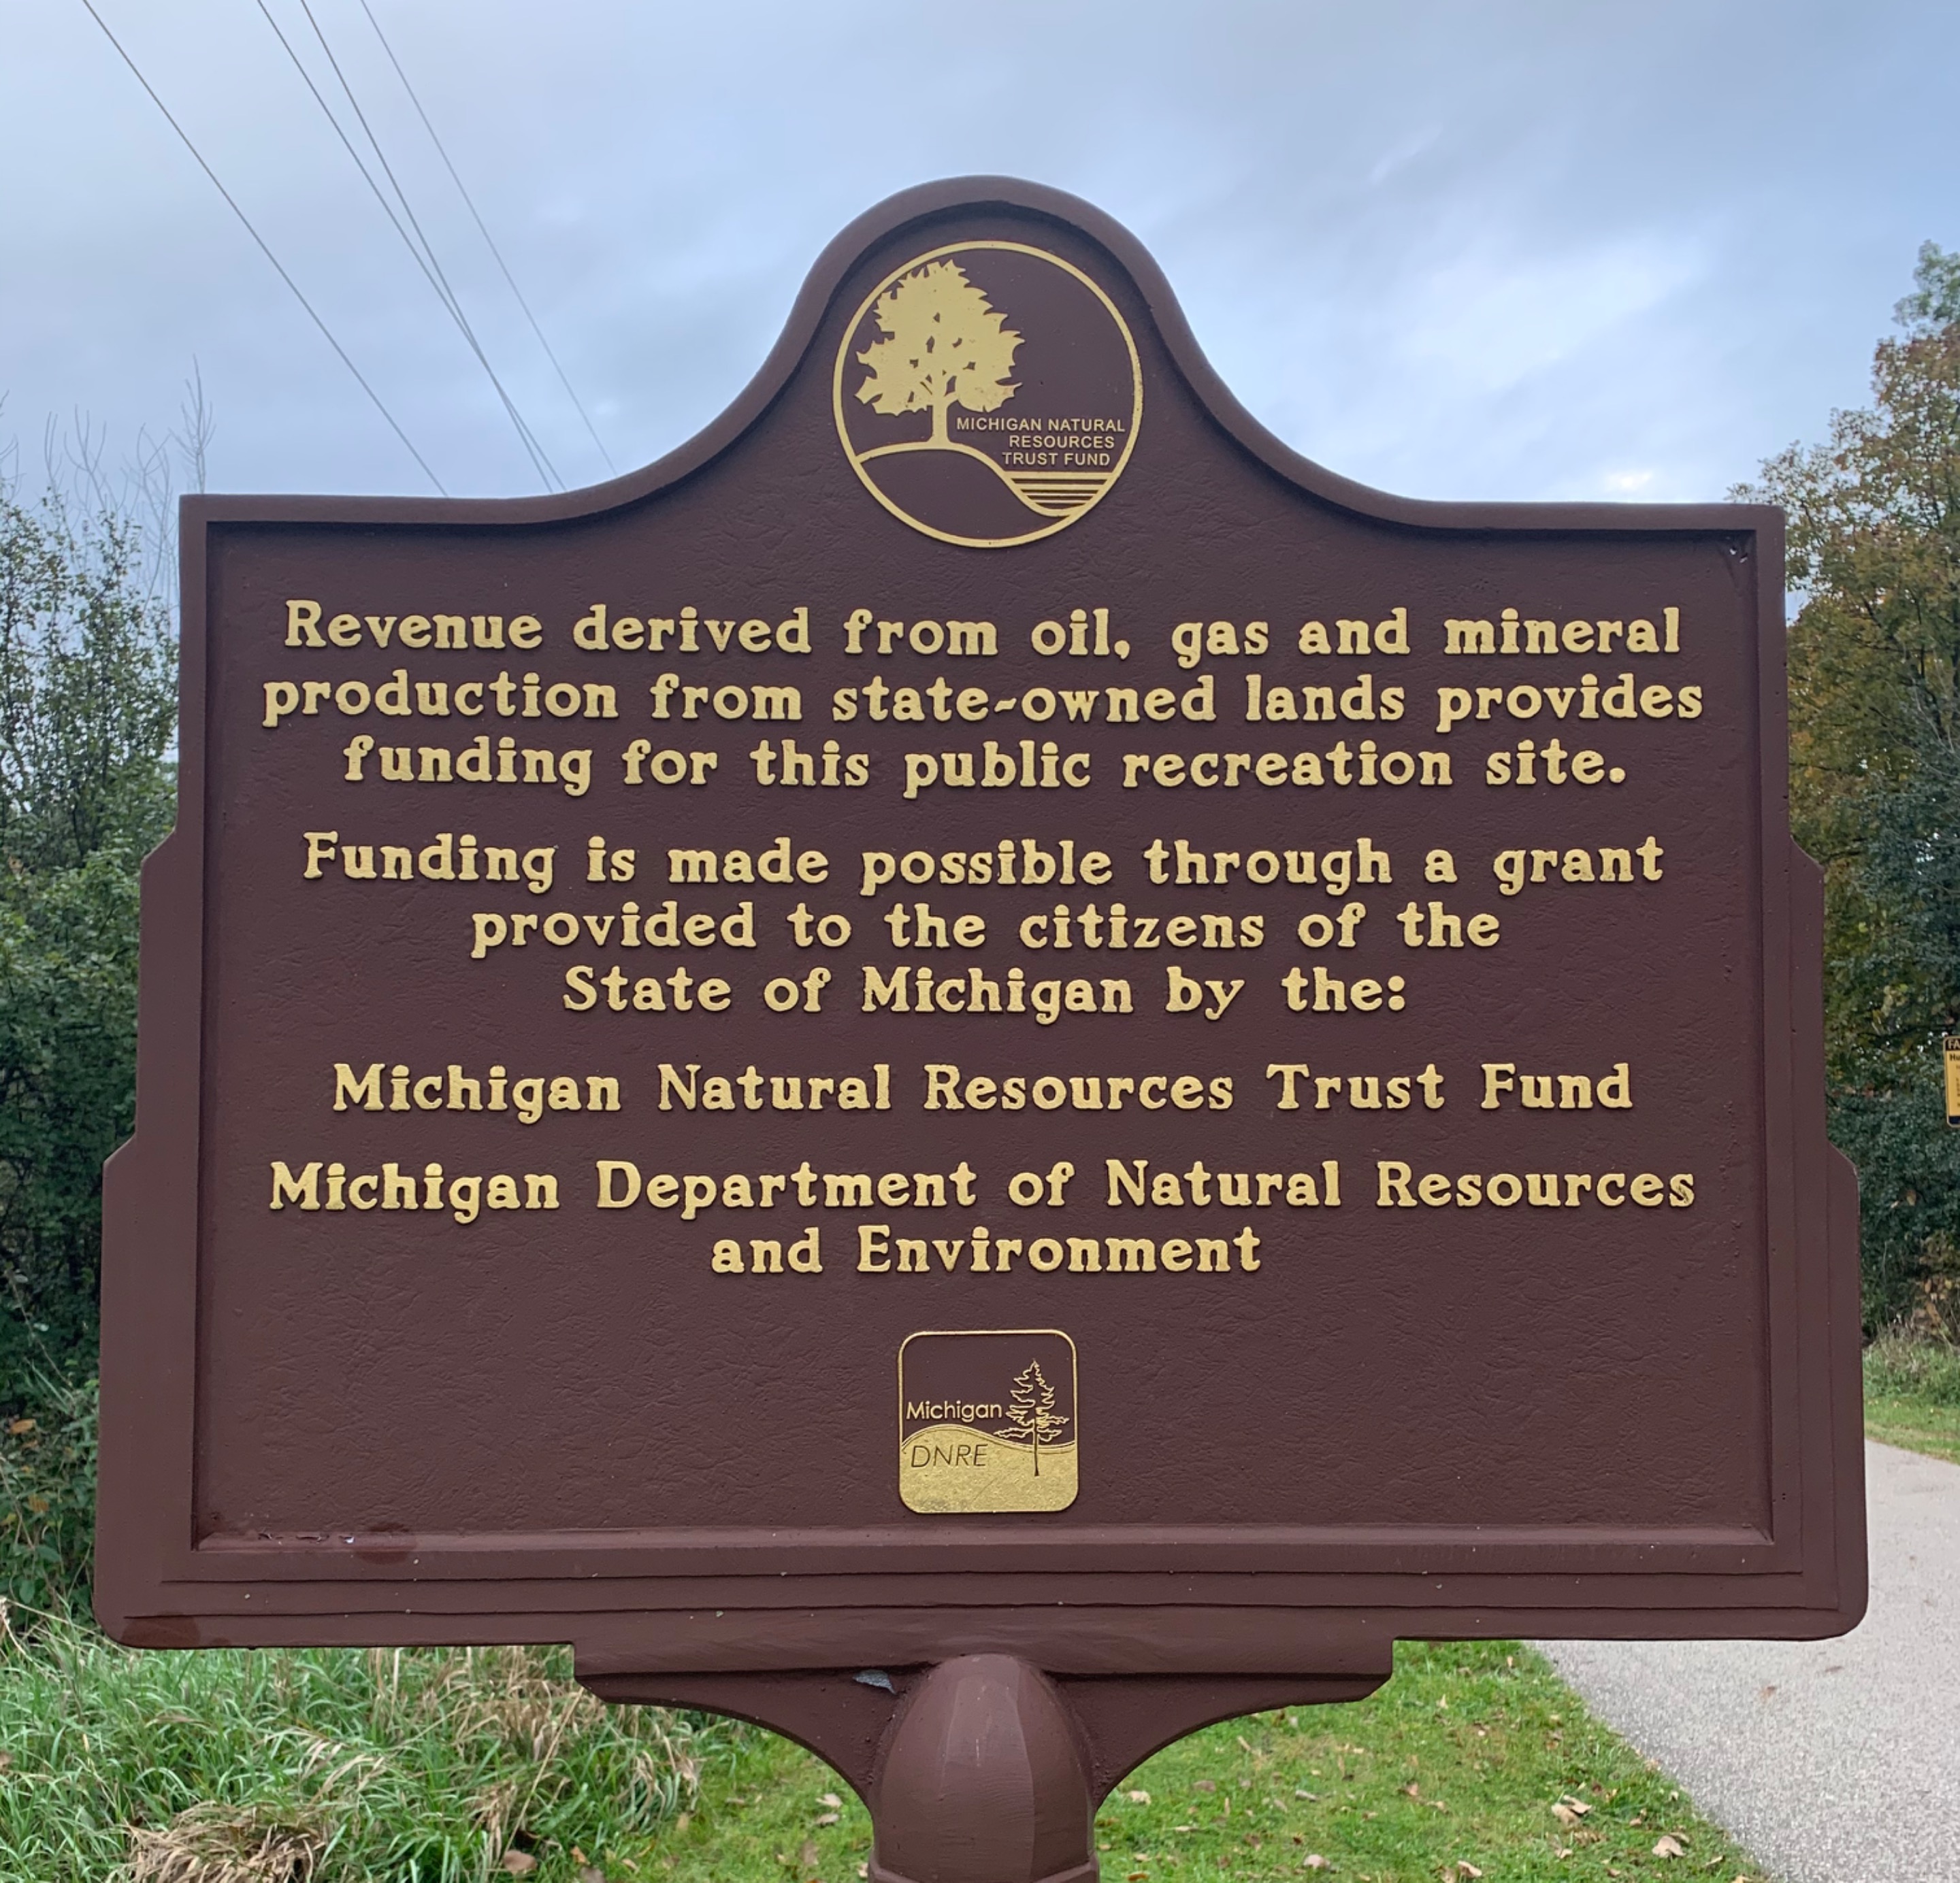 MICHIGAN NATURAL
RESOURCES
TRUST FUND
Revenue derived from oil, gas and mineral
production from state-owned lands provides
funding for this public recreation site.
Funding is made possible through a grant
provided to the citizens of the
State of Michigan by the:
Michigan Natural Resources Trust Fund
Michigan Department of Natural Resources
and Environment
Michigan
DNRE